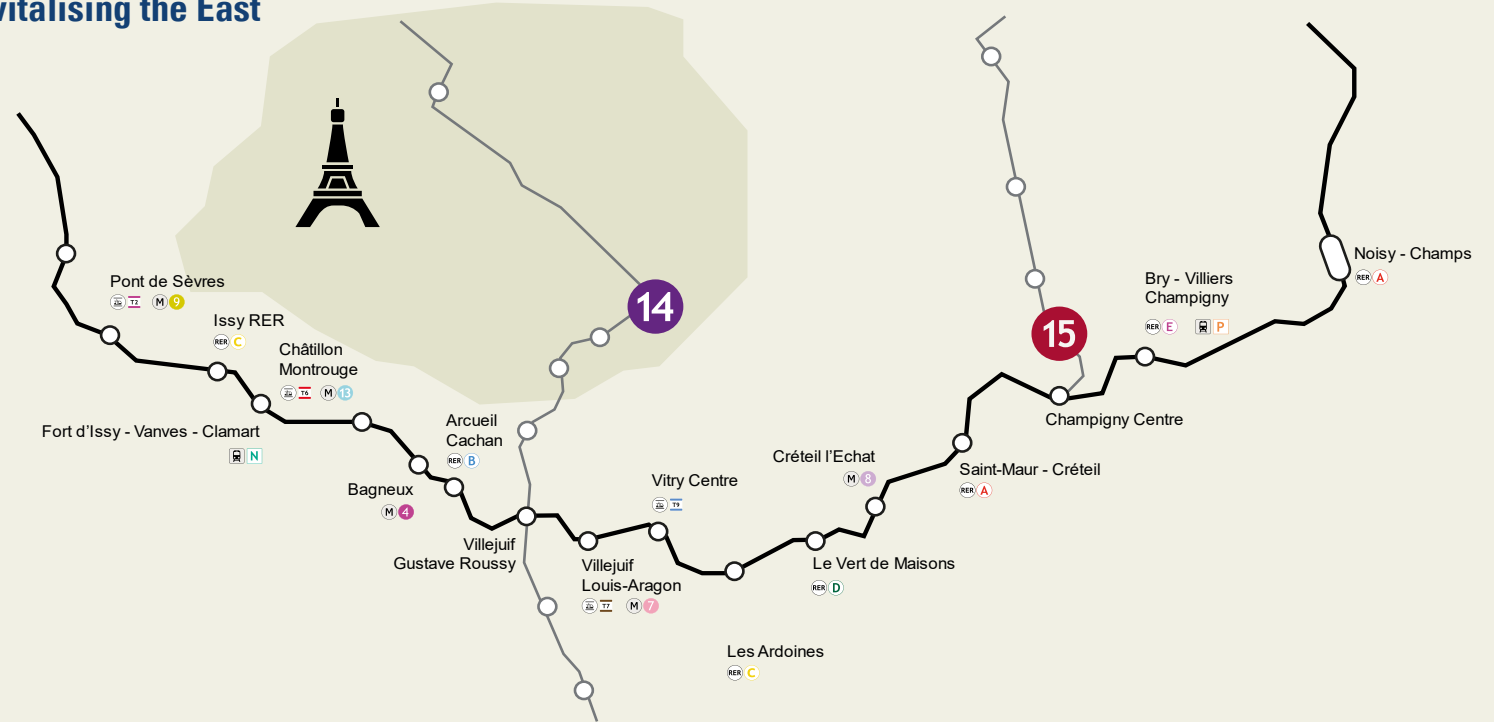 vitalising the East
Pont de Sèvres
T2 M 9
Issy RER
RER C
Châtillon
Montrouge
T6 M 13
Fort d’Issy - Vanves - Clamart
N
Bagneux
M 4
Arcueil
Cachan
RER B
14
Villejuif
Gustave Roussy
Villejuif
Louis-Aragon
T7 M 7
Vitry Centre
T9
Les Ardoines
RER C
Le Vert de Maisons
RER D
Créteil l’Echat
M 8
Saint-Maur - Créteil
RER A
15
Champigny Centre
Bry - Villiers
Champigny
RER E P
Noisy - Champs
RER A